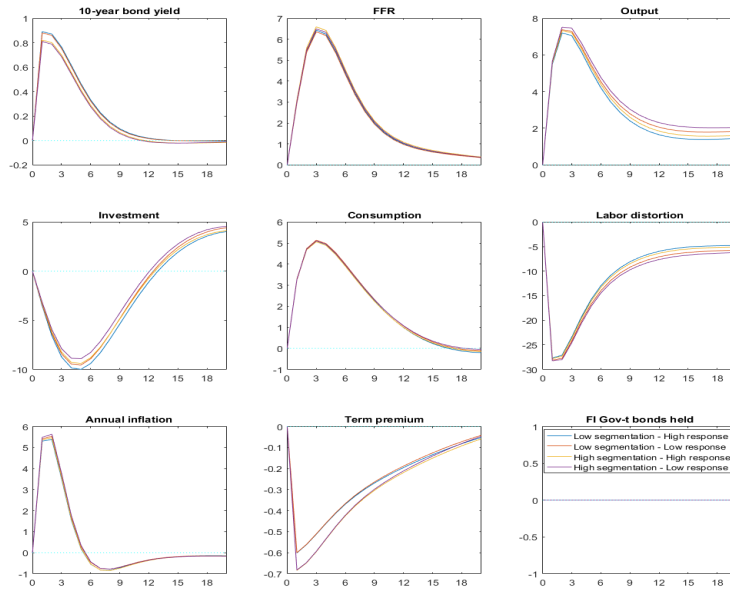 10-year bond yield
FFR
Output
1
0.8
0.6
0.4
0.2
0
-0.2
0 3 6 9 12 15 18
7
6
5
4
3
2
1
0
0 3 6 9 12 15 18
8
6
4
2
0
0 3 6 9 12 15 18
Investment
Consumption
Labor distortion
5
0
-5
-10
0 3 6 9 12 15 18
6
5
4
3
2
1
0
-1
0 3 6 9 12 15 18
0
-5
-10
-15
-20
-25
-30
0 3 6 9 12 15 18
Annual inflation
Term premium
FI Gov-t bonds held
6
5
4
3
2
1
0
-1
0 3 6 9 12 15 18
0
-0.1
-0.2
-0.3
-0.4
-0.5
-0.6
-0.7
0 3 6 9 12 15 18
1
0.5
0
-0.5
-1
0 3 6 9 12 15 18
Low segmentation - High response
Low segmentation - Low response
High segmentation - High response
High segmentation - Low response